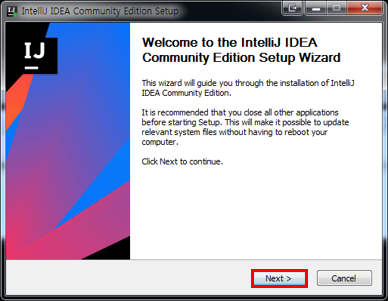 IntelliJ IDEA Community Edition Setup
IJ
Welcome to the IntelliJ IDEA
Community Edition Setup Wizard
This wizard will guide you through the installation of IntelliJ
IDEA Community Edition.
It is recommended that you close all other applications
before starting Setup. This will make it possible to update
relevant system files without having to reboot your
computer.
Click Next to continue.
Next >
Cancel